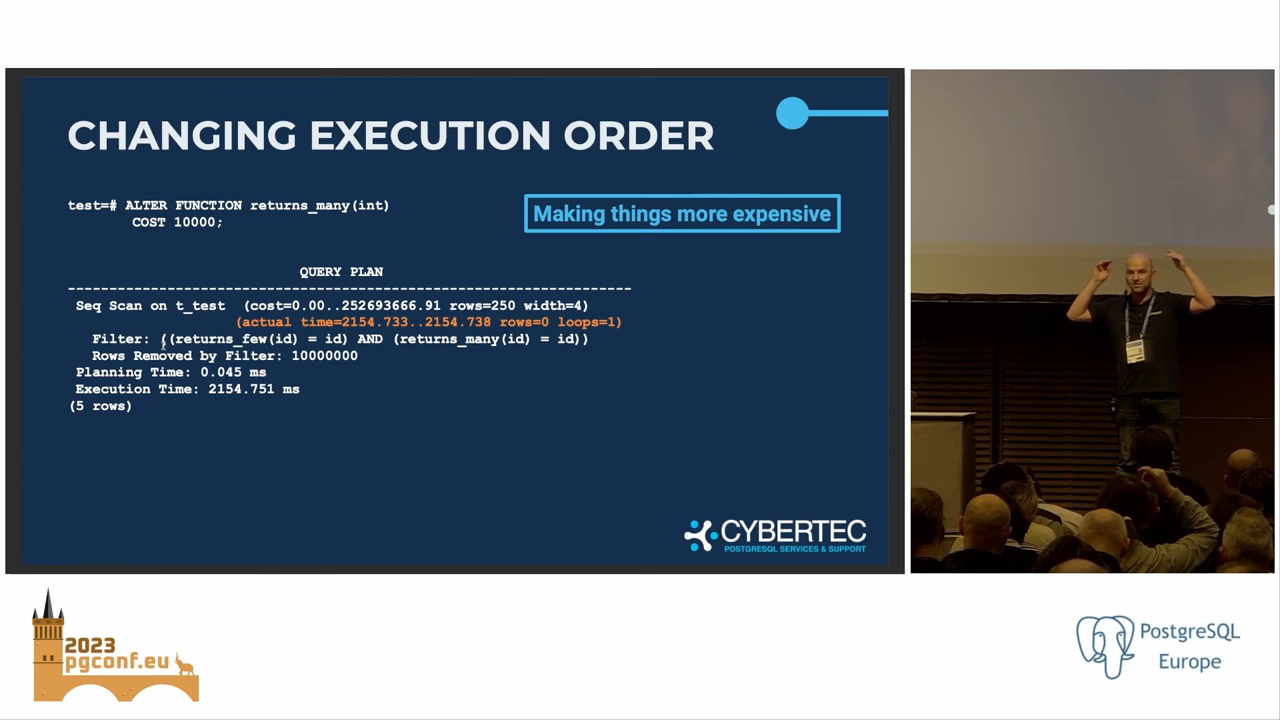 CHANGING EXECUTION ORDER
test=# ALTER FUNCTION returns_many(int)
COST 10000;
Making things more expensive
QUERY PLAN
--------------------------------------------------------------------
Seq Scan on t_test  (cost=0.00..252693666.91 rows=250 width=4)
(actual time=2154.733..2154.738 rows=0 loops=1)
Filter: ((returns_few(id) = id) AND (returns_many(id) = id))
Rows Removed by Filter: 10000000
Planning Time: 0.045 ms
Execution Time: 2154.751 ms
(5 rows)
CYBERTEC
POSTGRESQL SERVICES & SUPPORT
2023
pgconf.eu
PostgreSQL
Europe